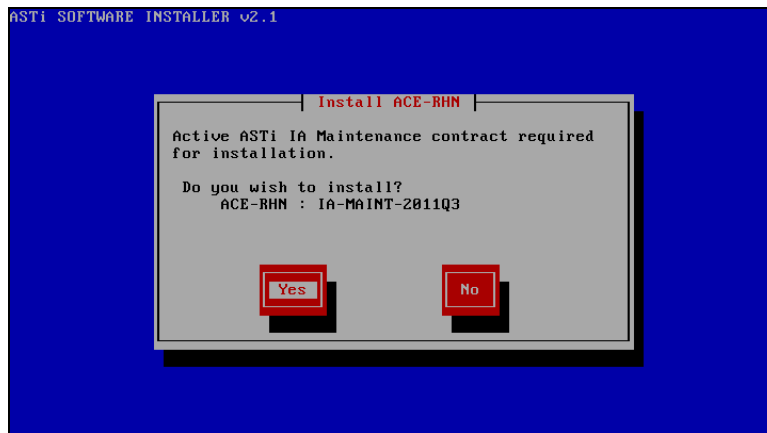 ASTi SOFTWARE INSTALLER v2.1
Install ACE-RHN
Active ASTi IA Maintenance contract required
for installation.
Do you wish to install?
ACE-RHN : IA-MAINT-2011Q3
Yes
No